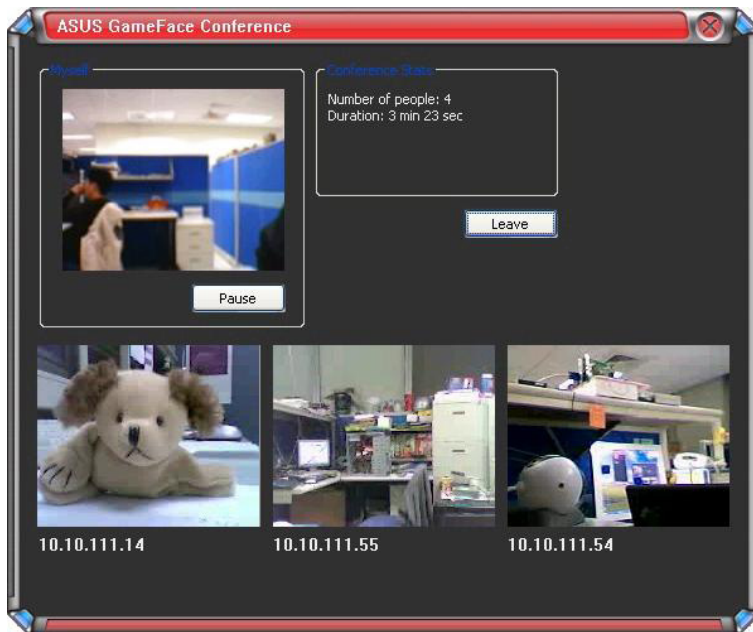 ASUS GameFace Conference
Myself
Conference Stats
Number of people: 4
Duration: 3 min 23 sec
Leave
Pause
10.10.111.14
10.10.111.55
10.10.111.54